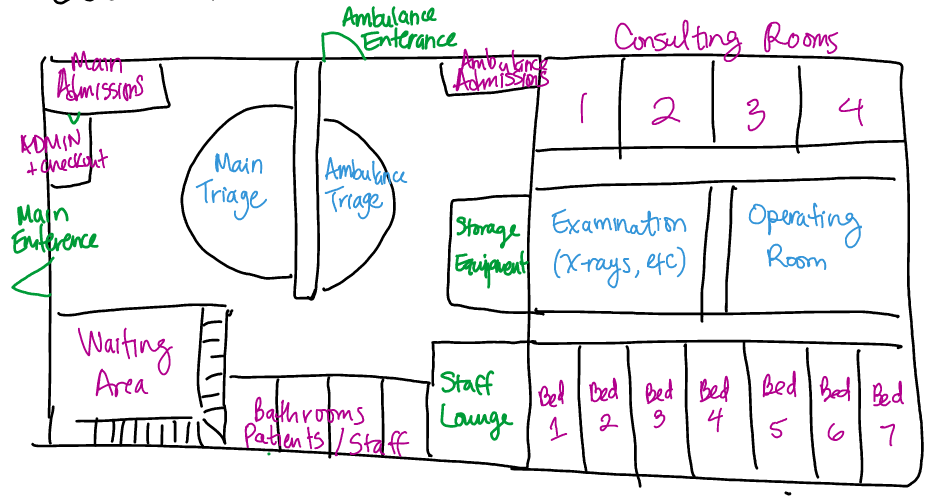 Ambulance
Enterance
Consulting Rooms
Main
Admissions
Ambulance
Admissions
1
2
3
4
ADMIN
+ checkout
Main
Triage
Ambulance
Triage
Main
Enterence
Storage
Equipment
Examination
(X-rays, etc)
Operating
Room
Waiting
Area
Bathrooms
Patients / Staff
Staff
Lounge
Bed
1
Bed
2
Bed
3
Bed
4
Bed
5
Bed
6
Bed
7